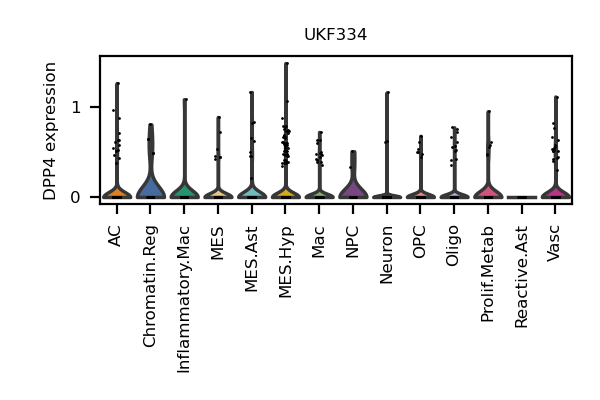 UKF334
DPP4 expression
1
0
AC
Chromatin.Reg
Inflammatory.Mac
MES
MES.Ast
MES.Hyp
Mac
NPC
Neuron
OPC
Oligo
Prolif.Metab
Reactive.Ast
Vasc